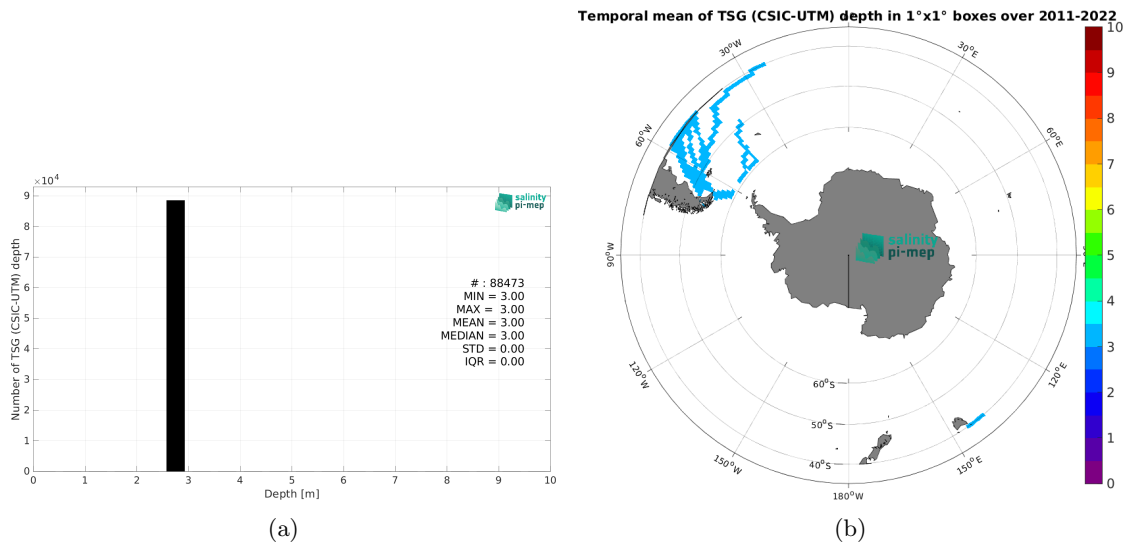 Temporal mean of TSG (CSIC-UTM) depth in 1°x1° boxes over 2011-2022
×10⁴
9
8
7
6
5
4
3
2
1
0
Number of TSG (CSIC-UTM) depth
salinity
pi-mep
# : 88473
MIN = 3.00
MAX = 3.00
MEAN = 3.00
MEDIAN = 3.00
STD = 0.00
IQR = 0.00
0 1 2 3 4 5 6 7 8 9 10
Depth [m]
(a)
30°W
30°E
60°W
60°E
90°W
salinity
pi-mep
120°W
120°E
60°S
50°S
40°S
150°W
150°E
180°W
10
9
8
7
6
5
4
3
2
1
0
(b)